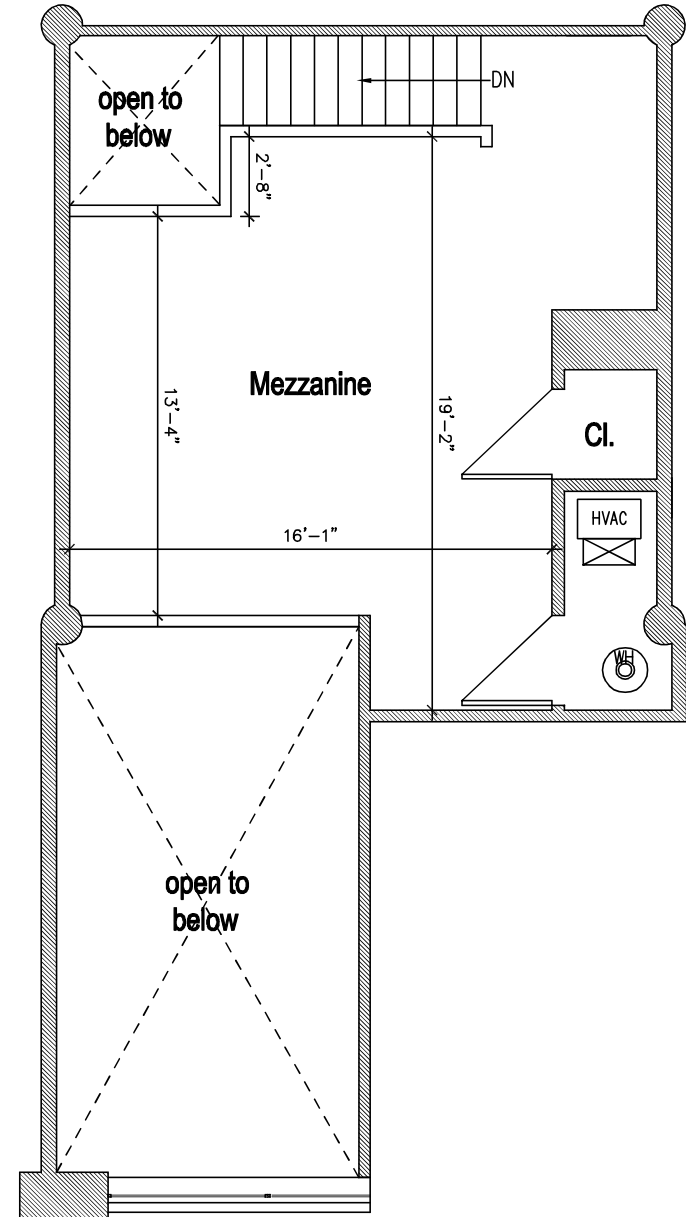 DN
open to
below
2'-8"
Mezzanine
13'-4"
19'-2"
Cl.
16'-1"
HVAC
WH
open to
below